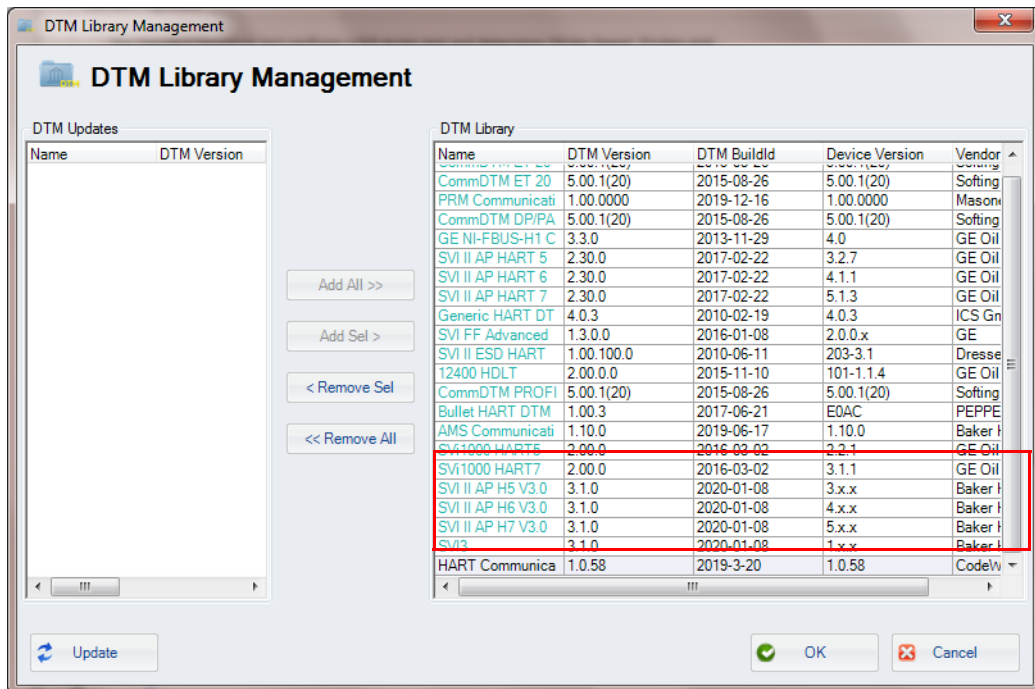 DTM Library Management
DTM Library Management
DTM Updates
Name DTM Version
Add All >>
Add Sel >
< Remove Sel
<< Remove All
DTM Library
Name DTM Version DTM BuildId Device Version Vendor
CommDTM ET 20 5.00.1(20) 2015-08-26 5.00.1(20) Softing
PRM Communicati 1.00.0000 2019-12-16 1.00.0000 Masone
CommDTM DP/PA 5.00.1(20) 2015-08-26 5.00.1(20) Softing
GE NI-FBUS-H1 C 3.3.0 2013-11-29 4.0 GE Oil
SVI II AP HART 5 2.30.0 2017-02-22 3.2.7 GE Oil
SVI II AP HART 6 2.30.0 2017-02-22 4.1.1 GE Oil
SVI II AP HART 7 2.30.0 2017-02-22 5.1.3 GE Oil
Generic HART DT 4.0.3 2010-02-19 4.0.3 ICS Gm
SVI FF Advanced 1.3.0.0 2016-01-08 2.0.0.x GE
SVI II ESD HART 1.00.100.0 2010-06-11 203-3.1 Dresse
12400 HDLT 2.00.0.0 2015-11-10 101-1.1.4 GE Oil
CommDTM PROFI 5.00.1(20) 2015-08-26 5.00.1(20) Softing
Bullet HART DTM 1.00.3 2017-06-21 E0AC PEPPE
AMS Communicati 1.10.0 2019-06-17 1.10.0 Baker H
SVi1000 HART5 2.00.0 2016-03-02 2.2.1 GE Oil
SVi1000 HART7 2.00.0 2016-03-02 3.1.1 GE Oil
SVI II AP H5 V3.0 3.1.0 2020-01-08 3.x.x Baker H
SVI II AP H6 V3.0 3.1.0 2020-01-08 4.x.x Baker H
SVI II AP H7 V3.0 3.1.0 2020-01-08 5.x.x Baker H
SVI3 3.1.0 2020-01-08 1.x.x Baker H
HART Communica 1.0.58 2019-3-20 1.0.58 CodeW
Update
OK
Cancel